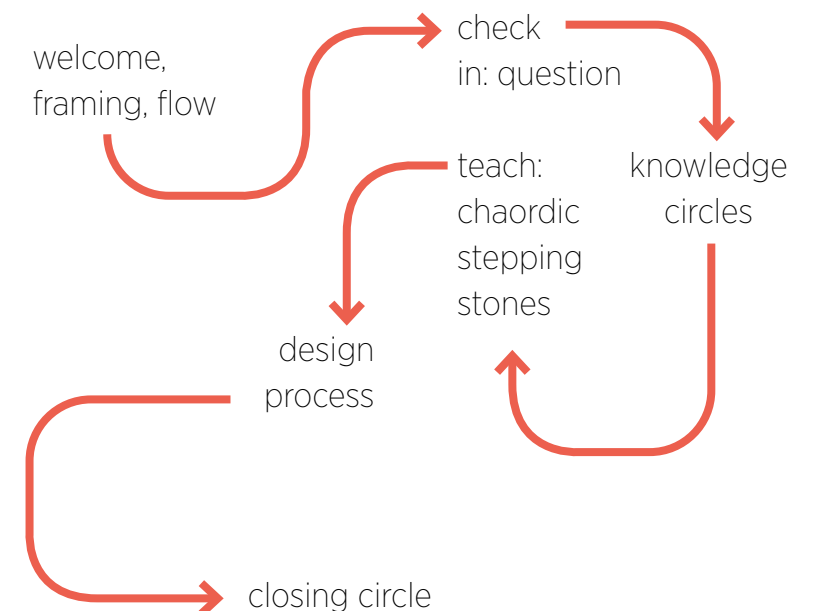 welcome,
framing, flow
check
in: question
knowledge
circles
teach:
chaordic
stepping
stones
design
process
closing circle